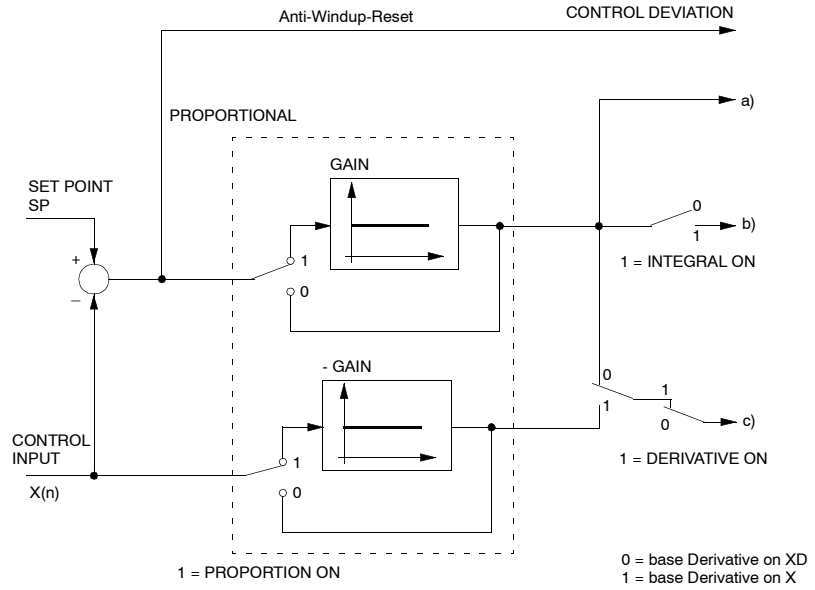 Anti-Windup-Reset
CONTROL DEVIATION
a)
PROPORTIONAL
GAIN
SET POINT
SP
0
b)
1
+
1
1 = INTEGRAL ON
–
0
- GAIN
0
1
1
0
c)
CONTROL
INPUT
1
1 = DERIVATIVE ON
X(n)
0
0 = base Derivative on XD
1 = PROPORTION ON
1 = base Derivative on X